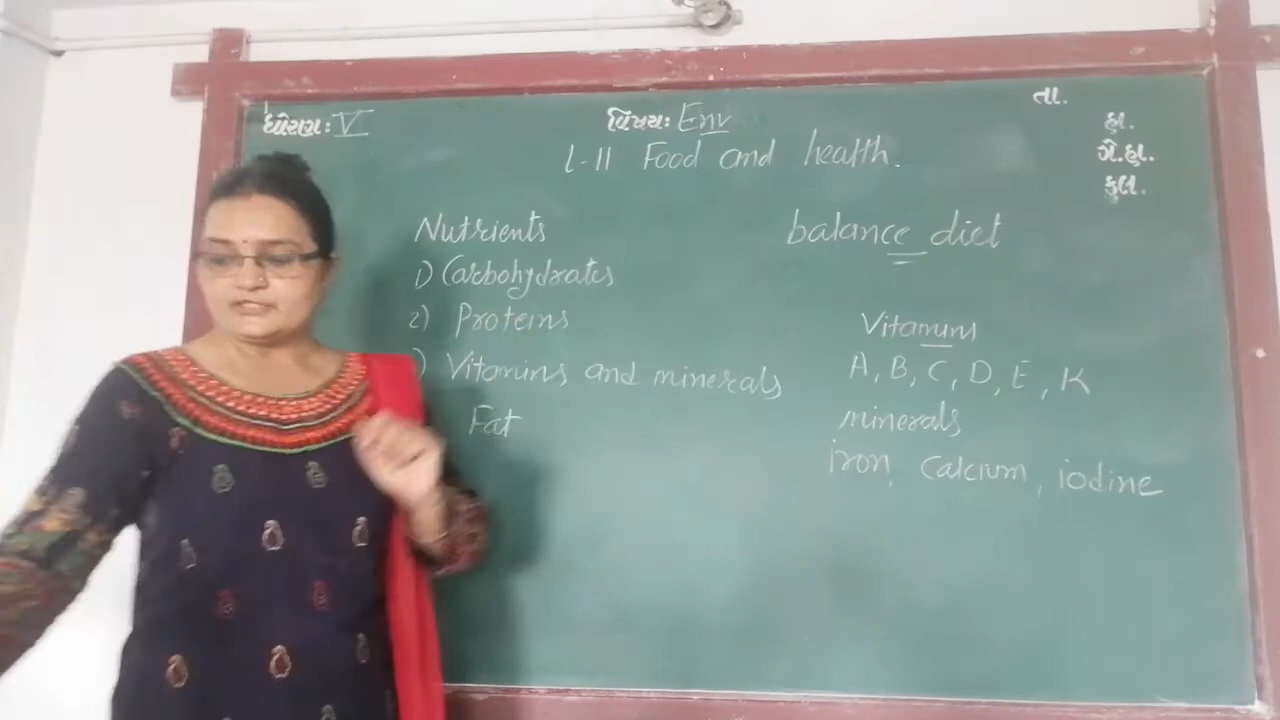 ધોરણ: V
વિષય: Env
તા.
હા.
ગે.હા.
કુલ.
L-11 Food and health.
Nutrients
1) Carbohydrates
2) Proteins
) Vitamins and minerals
Fat
balance diet
Vitamins
A, B, C, D, E, K
minerals
iron, calcium, iodine